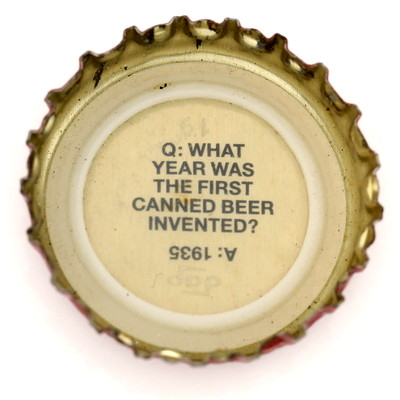 Q: WHAT
YEAR WAS
THE FIRST
CANNED BEER
INVENTED?
A: 1935